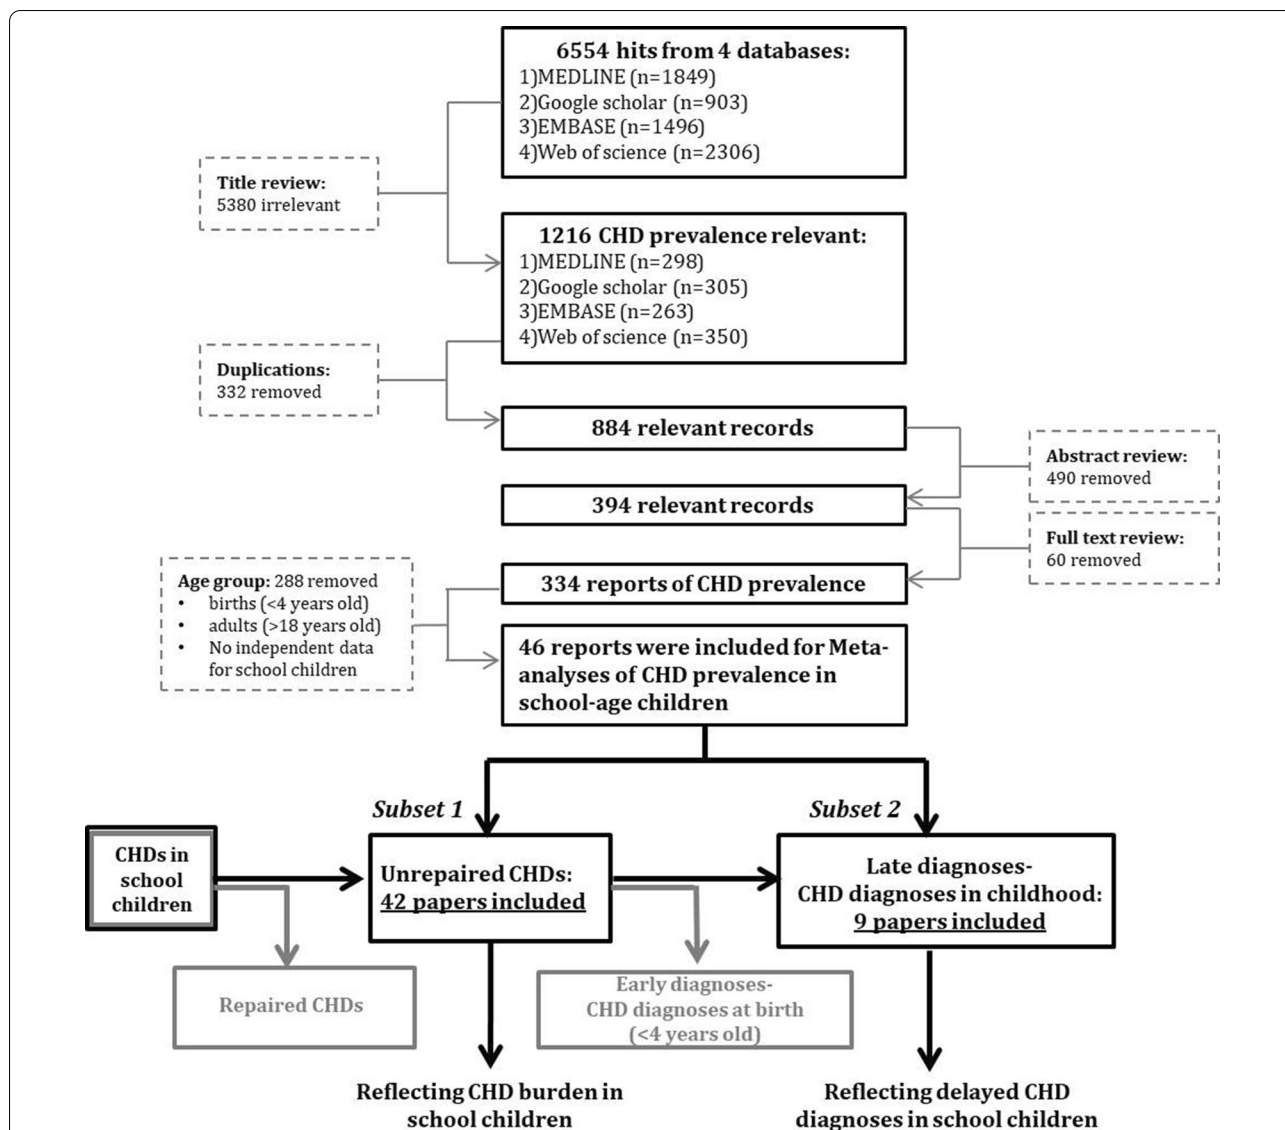 6554 hits from 4 databases:
1)MEDLINE (n=1849)
2)Google scholar (n=903)
3)EMBASE (n=1496)
4)Web of science (n=2306)
Title review:
5380 irrelevant
1216 CHD prevalence relevant:
1)MEDLINE (n=298)
2)Google scholar (n=305)
3)EMBASE (n=263)
4)Web of science (n=350)
Duplications:
332 removed
884 relevant records
Abstract review:
490 removed
394 relevant records
Full text review:
60 removed
334 reports of CHD prevalence
Age group: 288 removed
• births (<4 years old)
• adults (>18 years old)
• No independent data
for school children
46 reports were included for Meta-
analyses of CHD prevalence in
school-age children
Subset 1
Subset 2
CHDs in
school
children
Unrepaired CHDs:
42 papers included
Late diagnoses-
CHD diagnoses in childhood:
9 papers included
Repaired CHDs
Early diagnoses-
CHD diagnoses at birth
(<4 years old)
Reflecting CHD burden in
school children
Reflecting delayed CHD
diagnoses in school children